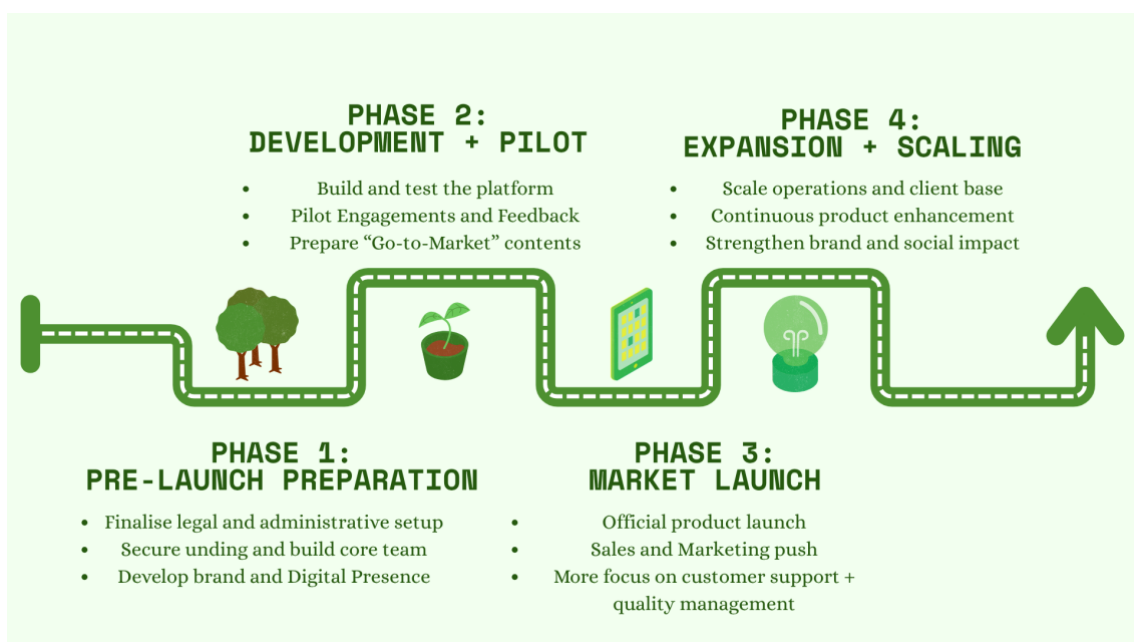 PHASE 2:
DEVELOPMENT + PILOT
• Build and test the platform
• Pilot Engagements and Feedback
• Prepare “Go-to-Market” contents
PHASE 4:
EXPANSION + SCALING
• Scale operations and client base
• Continuous product enhancement
• Strengthen brand and social impact
PHASE 1:
PRE-LAUNCH PREPARATION
• Finalise legal and administrative setup
• Secure unding and build core team
• Develop brand and Digital Presence
PHASE 3:
MARKET LAUNCH
• Official product launch
• Sales and Marketing push
• More focus on customer support +
quality management